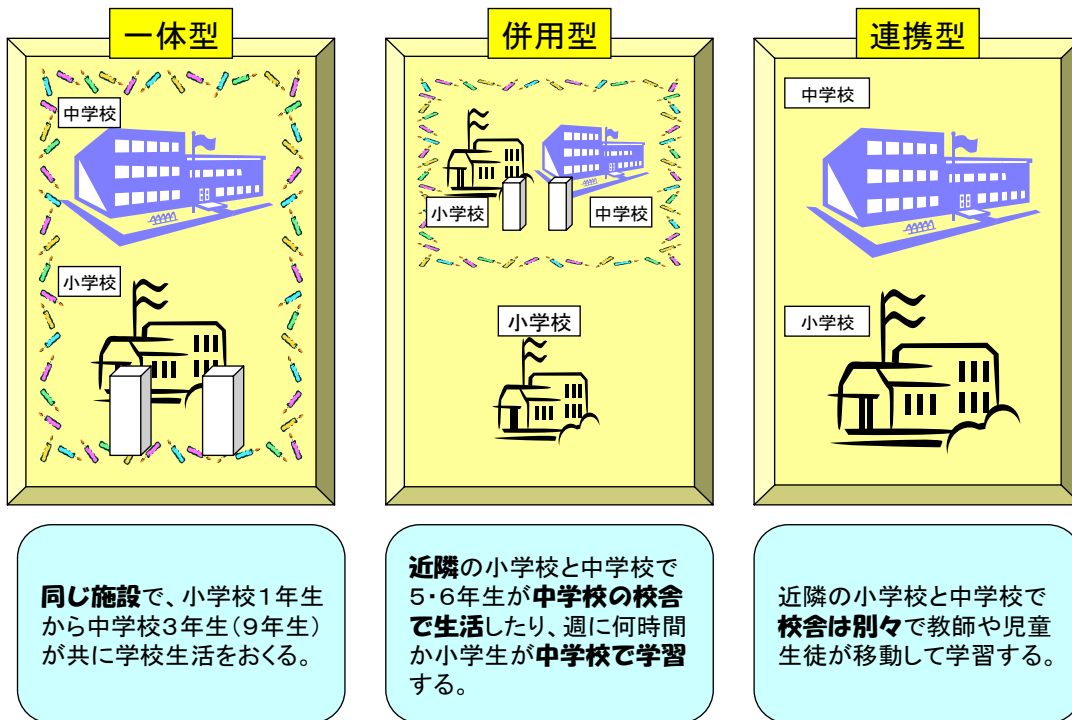 一体型
中学校
小学校
同じ施設で、小学校１年生
から中学校３年生（９年生）
が共に学校生活をおくる。
併用型
小学校
中学校
小学校
近隣の小学校と中学校で
５・６年生が中学校の校舎
で生活したり、週に何時間
か小学生が中学校で学習
する。
連携型
中学校
小学校
近隣の小学校と中学校で
校舎は別々で教師や児童
生徒が移動して学習する。